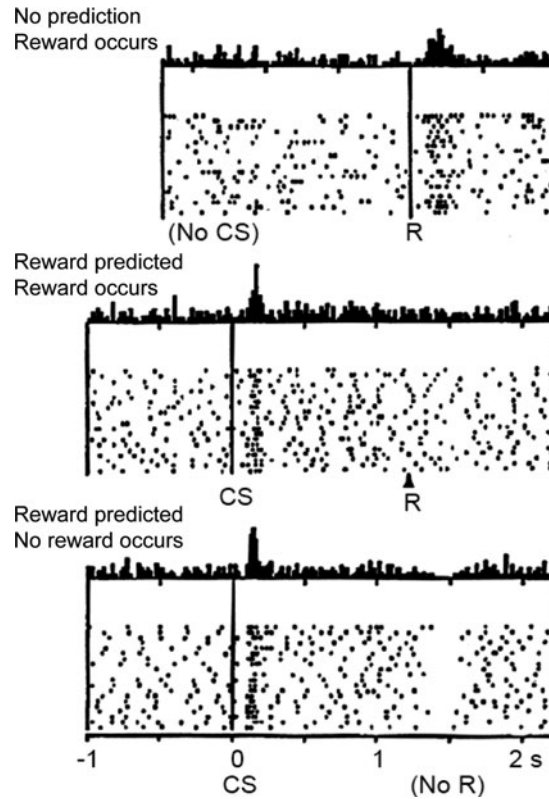 No prediction
Reward occurs
(No CS)
R
Reward predicted
Reward occurs
CS
R
Reward predicted
No reward occurs
-1
0
1
2 s
CS
(No R)